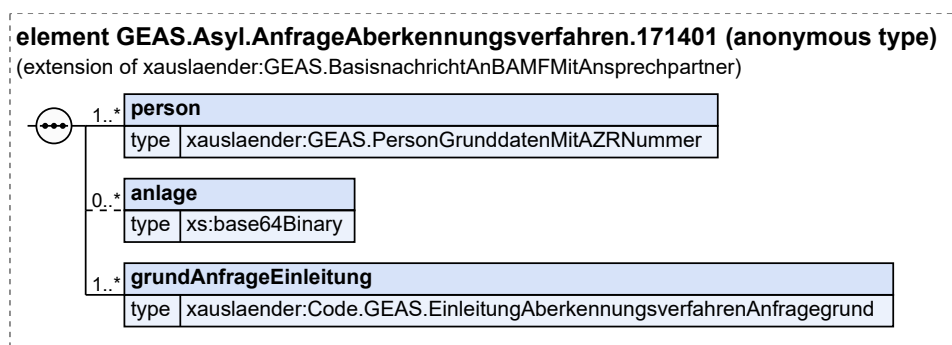 element GEAS.Asyl.AnfrageAberkennungsverfahren.171401 (anonymous type)
(extension of xauslaender:GEAS.BasisnachrichtAnBAMFMitAnsprechpartner)
1..* person
type xauslaender:GEAS.PersonGrunddatenMitAZRNummer
0..* anlage
type xs:base64Binary
1..* grundAnfrageEinleitung
type xauslaender:Code.GEAS.EinleitungAberkennungsverfahrenAnfragegrund